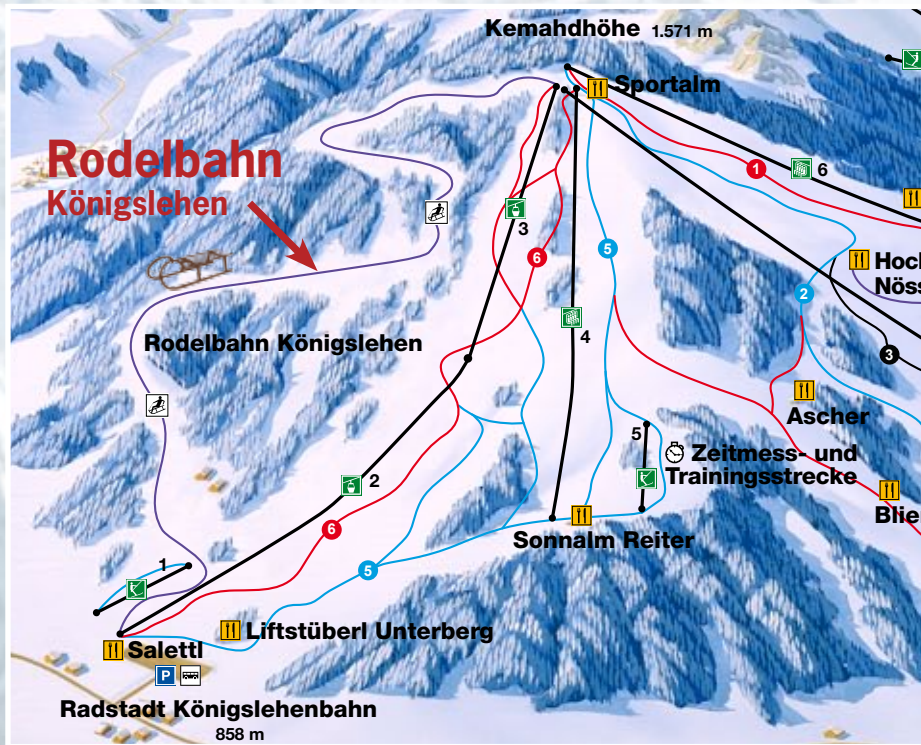 Kemahdhöhe 1.571 m
Sportalm
Rodelbahn
Königslehen
1
6
3
6
5
4
2
Hoch
Nöss
3
Rodelbahn Königslehen
Ascher
5
Zeitmess- und
Trainingsstrecke
2
Blie
6
Sonnalm Reiter
1
5
Liftstüberl Unterberg
Salettl
P
Radstadt Königslehenbahn
858 m